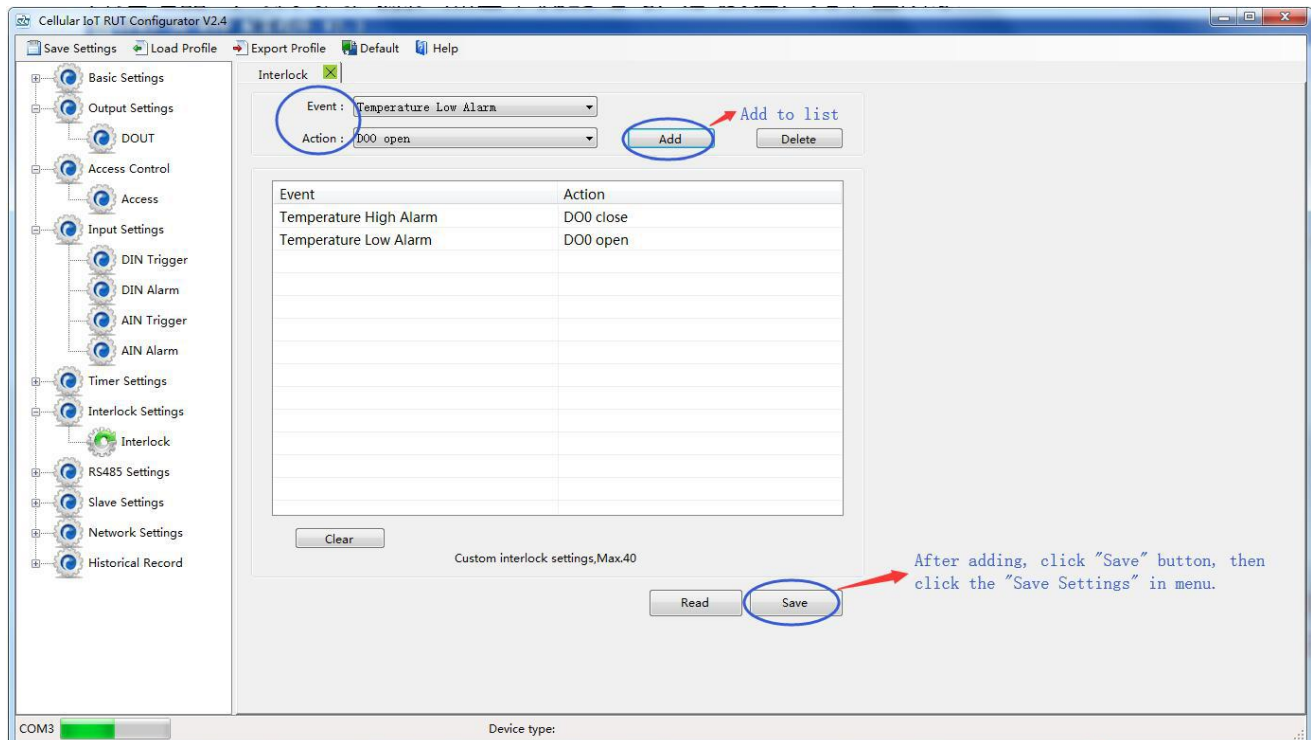 Cellular IoT RUT Configurator V2.4
Save Settings Load Profile Export Profile Default Help
Basic Settings
Output Settings
DOUT
Access Control
Access
Input Settings
DIN Trigger
DIN Alarm
AIN Trigger
AIN Alarm
Timer Settings
Interlock Settings
Interlock
RS485 Settings
Slave Settings
Network Settings
Historical Record
Interlock
Event : Temperature Low Alarm
Action : DO0 open
Add
Delete
Add to list
Event Action
Temperature High Alarm DO0 close
Temperature Low Alarm DO0 open
Clear
Custom interlock settings,Max.40
Read
Save
After adding, click "Save" button, then
click the "Save Settings" in menu.
COM3
Device type: